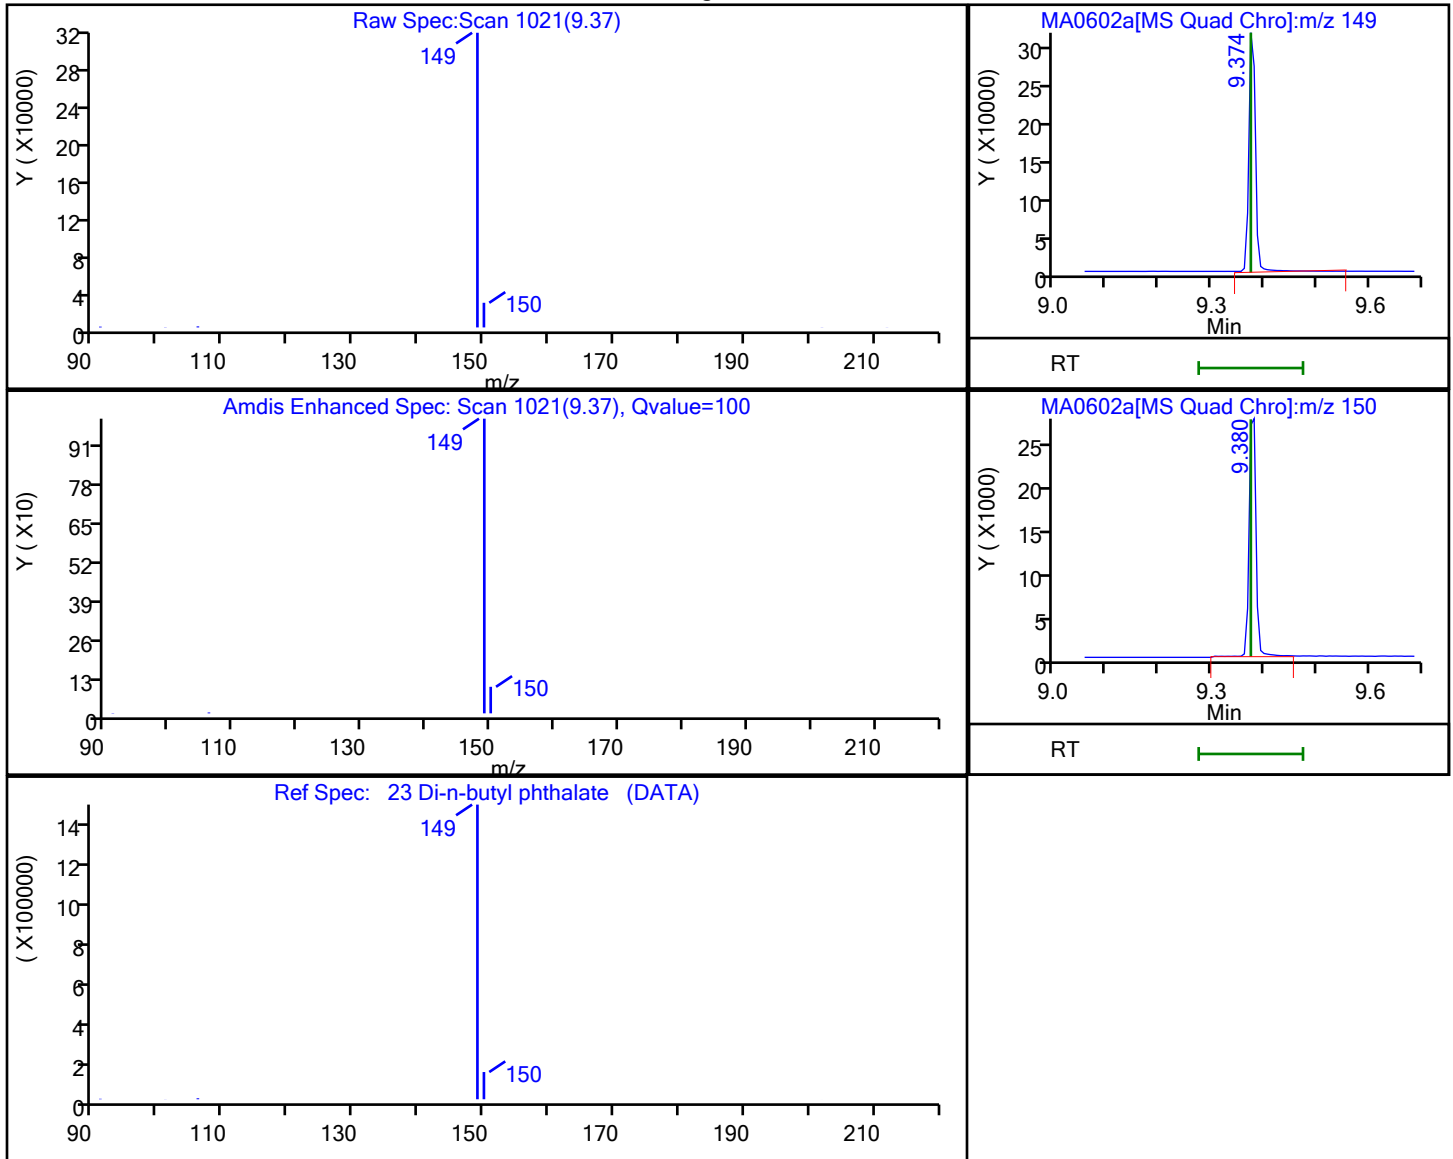 Raw Spec:Scan 1021(9.37)
32
28
24
20
16
12
8
4
0
Y ( X10000)
149
150
90 110 130 150 170 190 210
m/z
MA0602a[MS Quad Chro]:m/z 149
30
25
20
15
10
5
0
Y ( X10000)
9.374
9.0 9.3 9.6
Min
RT
Amdis Enhanced Spec: Scan 1021(9.37), Qvalue=100
91
78
65
52
39
26
13
0
Y ( X10)
149
150
90 110 130 150 170 190 210
m/z
MA0602a[MS Quad Chro]:m/z 150
25
20
15
10
5
0
Y ( X1000)
9.380
9.0 9.3 9.6
Min
RT
Ref Spec: 23 Di-n-butyl phthalate (DATA)
14
12
10
8
6
4
2
0
( X100000)
149
150
90 110 130 150 170 190 210